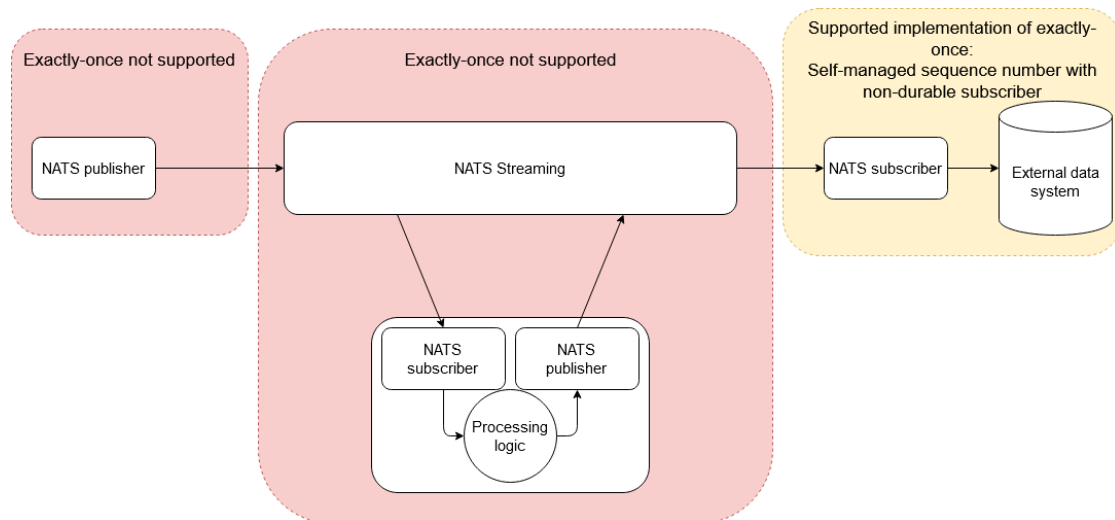 Exactly-once not supported
Exactly-once not supported
Supported implementation of exactly-
once:
Self-managed sequence number with
non-durable subscriber
NATS publisher
NATS Streaming
NATS subscriber
External data
system
NATS
subscriber
NATS
publisher
Processing
logic